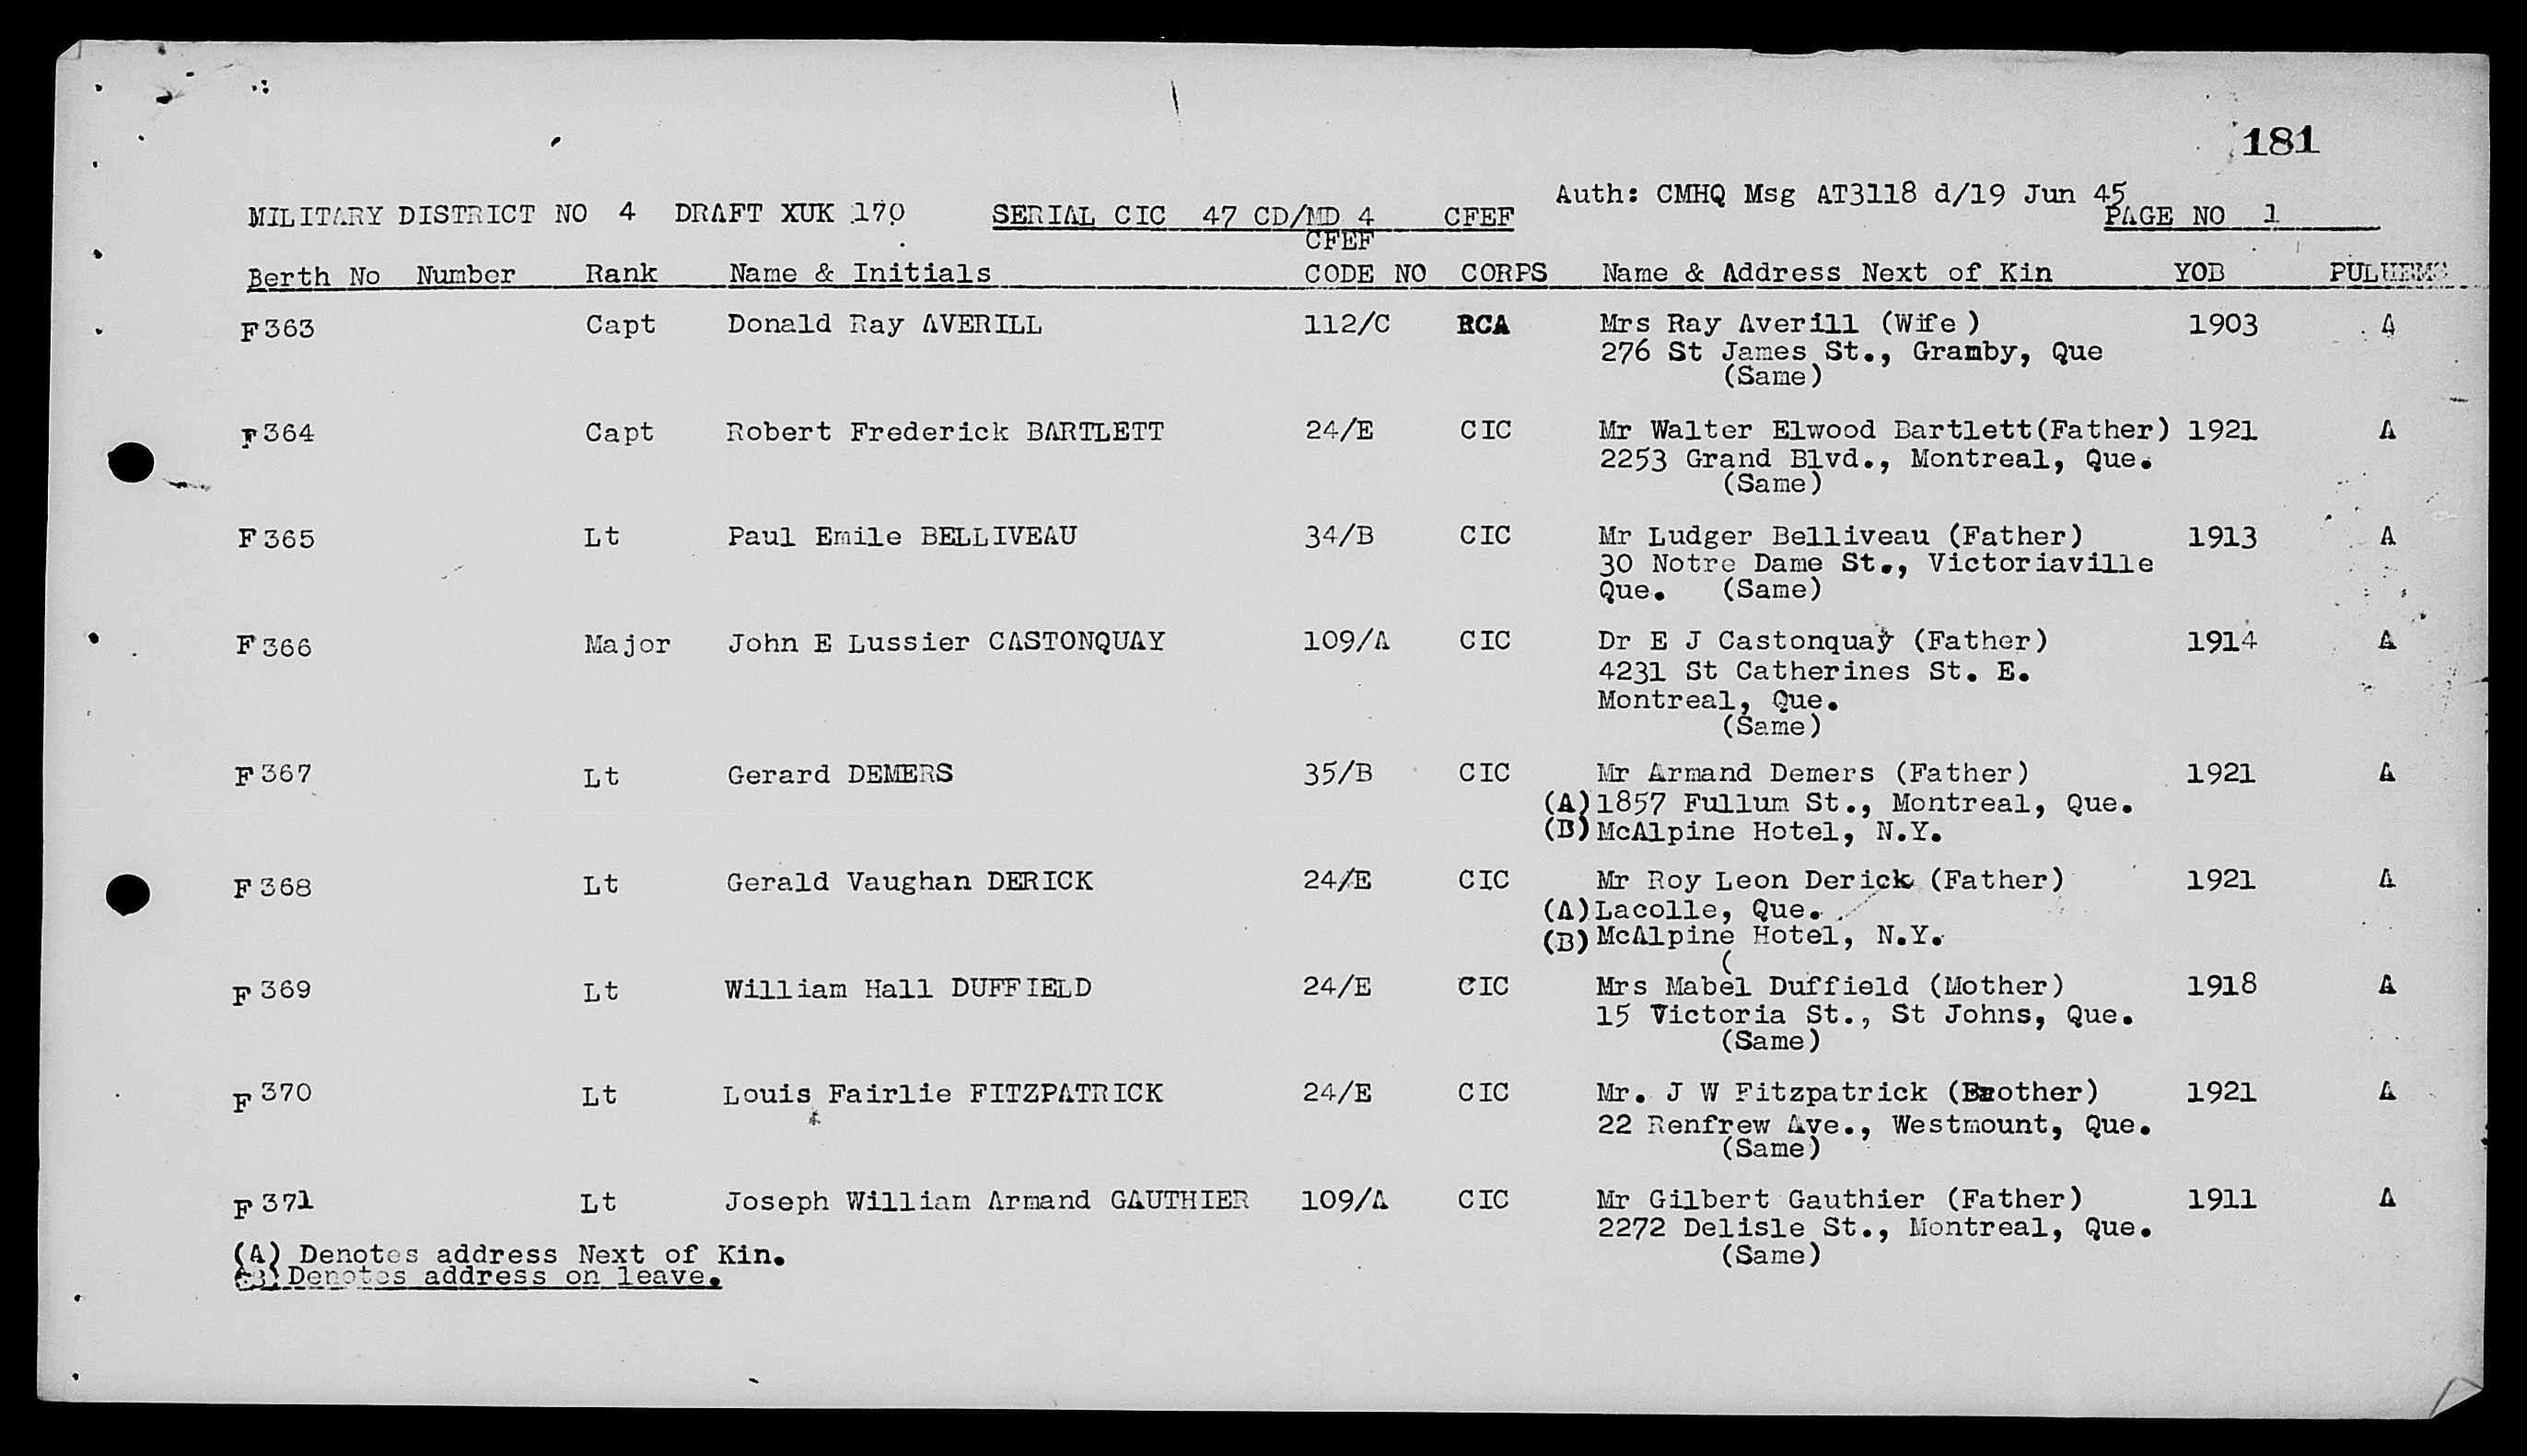 181
Auth: CMHQ Msg AT3118 d/19 Jun 45
MILITARY DISTRICT NO 4 DRAFT XUK 170 SERIAL CIC 47 CD/MD 4 CFEF PAGE NO 1
CFEF
Berth No Number Rank Name & Initials CODE NO CORPS Name & Address Next of Kin YOB PULHEMS
F 363 Capt Donald Ray AVERILL 112/C RCA Mrs Ray Averill (Wife) 1903 A
276 St James St., Granby, Que
(Same)
F 364 Capt Robert Frederick BARTLETT 24/E CIC Mr Walter Elwood Bartlett(Father) 1921 A
2253 Grand Blvd., Montreal, Que.
(Same)
F 365 Lt Paul Emile BELLIVEAU 34/B CIC Mr Ludger Belliveau (Father) 1913 A
30 Notre Dame St., Victoriaville
Que. (Same)
F 366 Major John E Lussier CASTONQUAY 109/A CIC Dr E J Castonquay (Father) 1914 A
4231 St Catherines St. E.
Montreal, Que.
(Same)
F 367 Lt Gerard DEMERS 35/B CIC Mr Armand Demers (Father) 1921 A
(A) 1857 Fullum St., Montreal, Que.
(B) McAlpine Hotel, N.Y.
F 368 Lt Gerald Vaughan DERICK 24/E CIC Mr Roy Leon Derick (Father) 1921 A
(A) Lacolle, Que.
(B) McAlpine Hotel, N.Y.
(
F 369 Lt William Hall DUFFIELD 24/E CIC Mrs Mabel Duffield (Mother) 1918 A
15 Victoria St., St Johns, Que.
(Same)
F 370 Lt Louis Fairlie FITZPATRICK 24/E CIC Mr. J W Fitzpatrick (Brother) 1921 A
22 Renfrew Ave., Westmount, Que.
(Same)
F 371 Lt Joseph William Armand GAUTHIER 109/A CIC Mr Gilbert Gauthier (Father) 1911 A
2272 Delisle St., Montreal, Que.
(Same)
(A) Denotes address Next of Kin.
(B) Denotes address on leave.